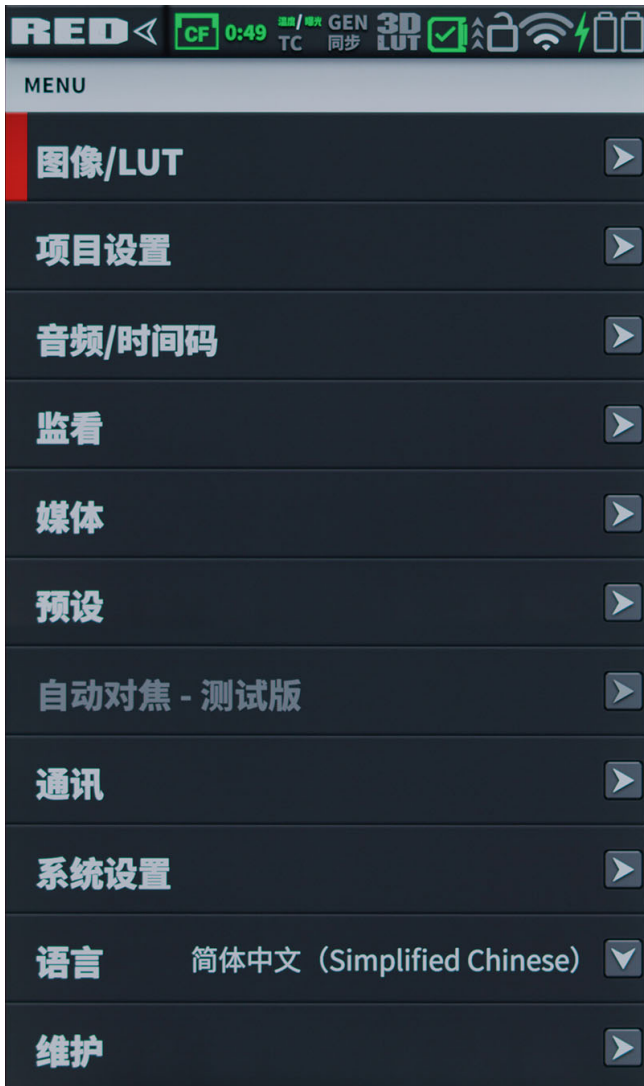 RED
CF 0:49 温度/曝光 TC GEN 同步 3D LUT
MENU
图像/LUT
项目设置
音频/时间码
监看
媒体
预设
自动对焦 - 测试版
通讯
系统设置
语言 简体中文（Simplified Chinese）
维护